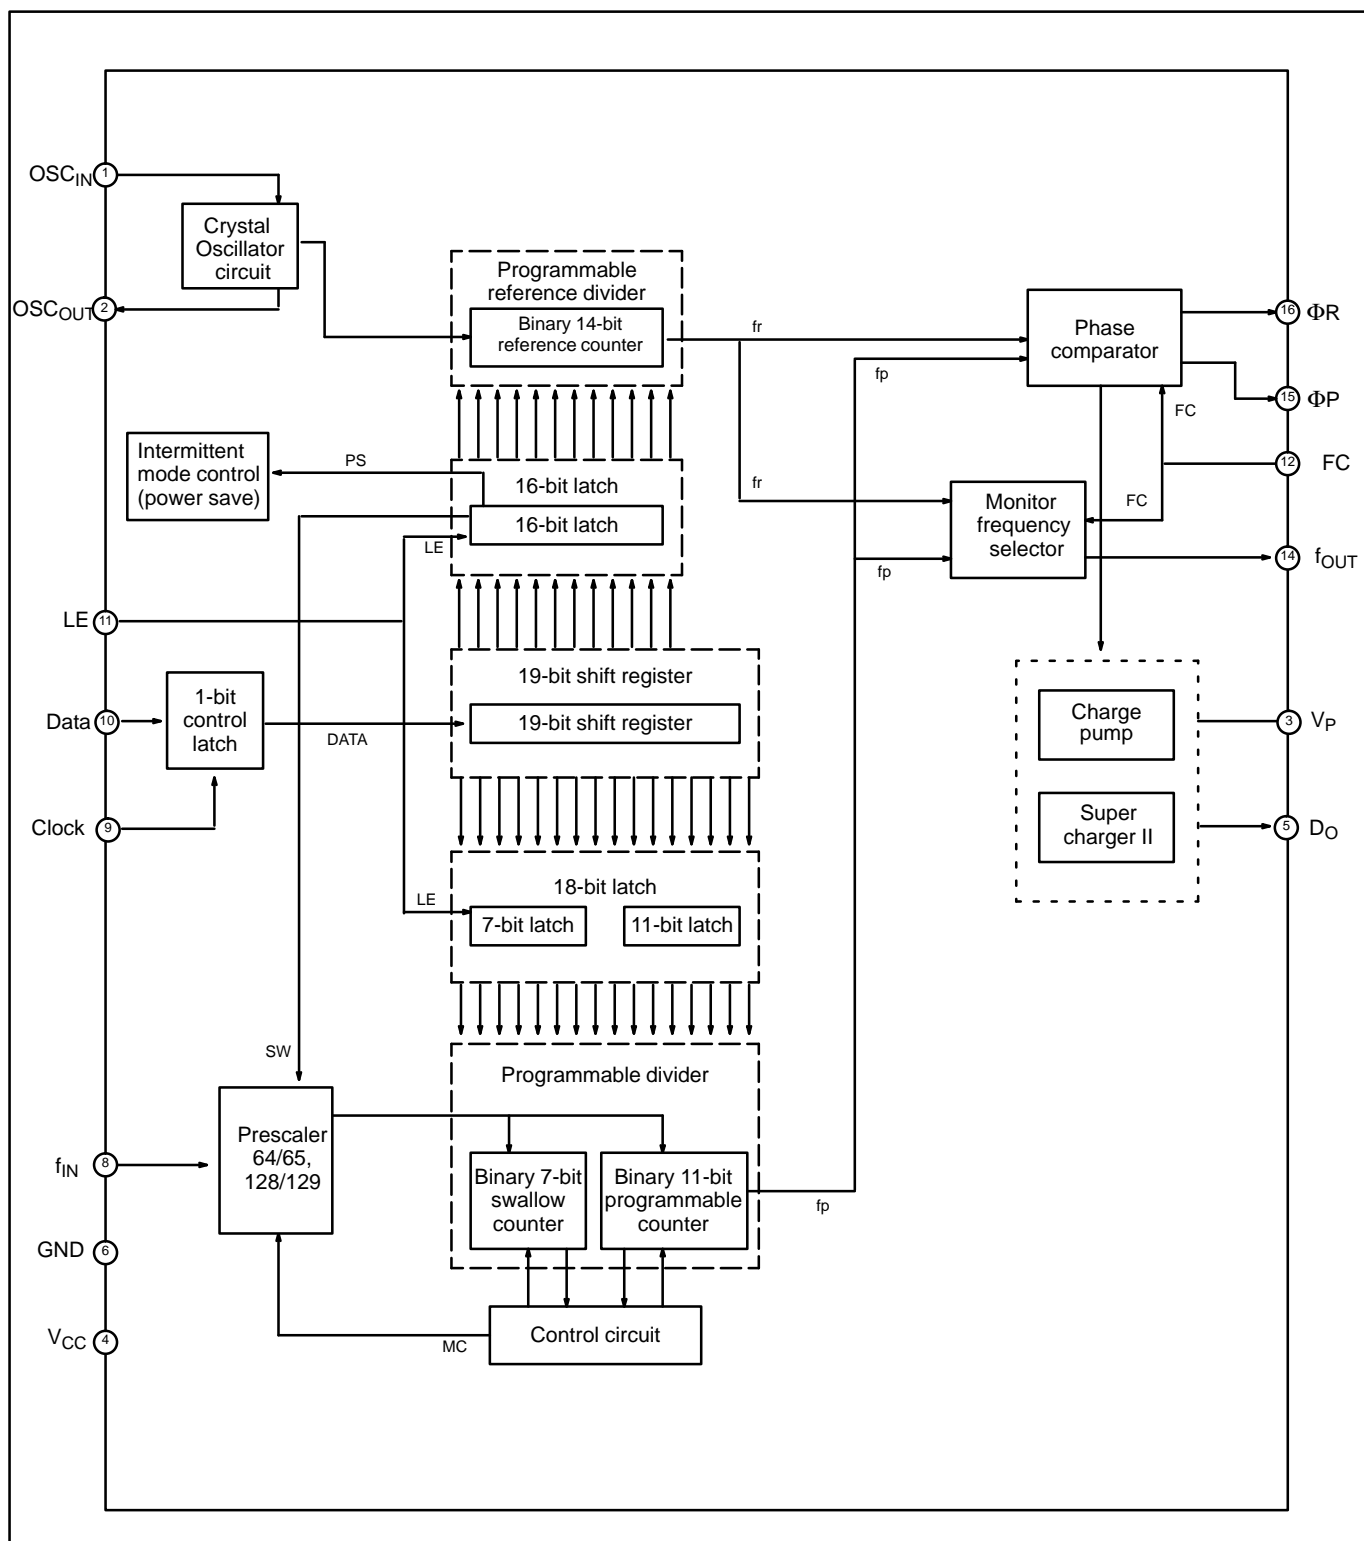 OSCIN 1
Crystal
Oscillator
circuit
OSCOUT 2
Programmable
reference divider
Binary 14-bit
reference counter
fr
fp
Phase
comparator
16 ΦR
15 ΦP
FC
12 FC
Intermittent
mode control
(power save)
PS
16-bit latch
16-bit latch
LE
fr
fp
Monitor
frequency
selector
FC
14 fOUT
LE 11
19-bit shift register
19-bit shift register
Data 10
1-bit
control
latch
DATA
Clock 9
Charge
pump
3 VP
Super
charger II
5 DO
18-bit latch
LE
7-bit latch
11-bit latch
SW
Programmable divider
Prescaler
64/65,
128/129
fIN 8
Binary 7-bit
swallow
counter
Binary 11-bit
programmable
counter
fp
GND 6
VCC 4
MC
Control circuit